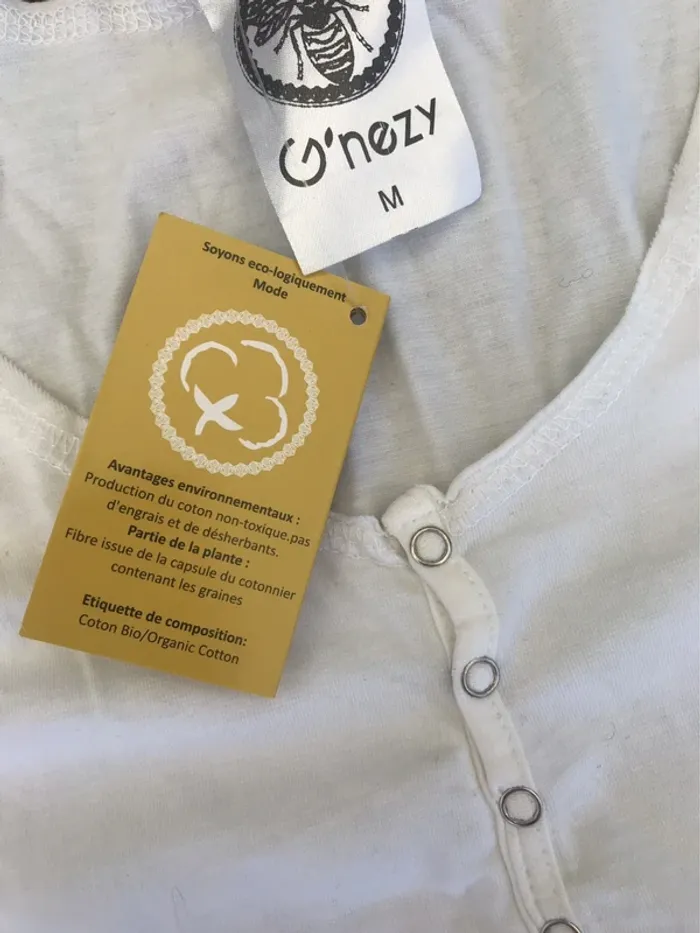 G'nezy
M
Soyons eco-logiquement
Mode
Avantages environnementaux :
Production du coton non-toxique.pas
d'engrais et de désherbants.
Partie de la plante :
Fibre issue de la capsule du cotonnier
contenant les graines
Etiquette de composition:
Coton Bio/Organic Cotton